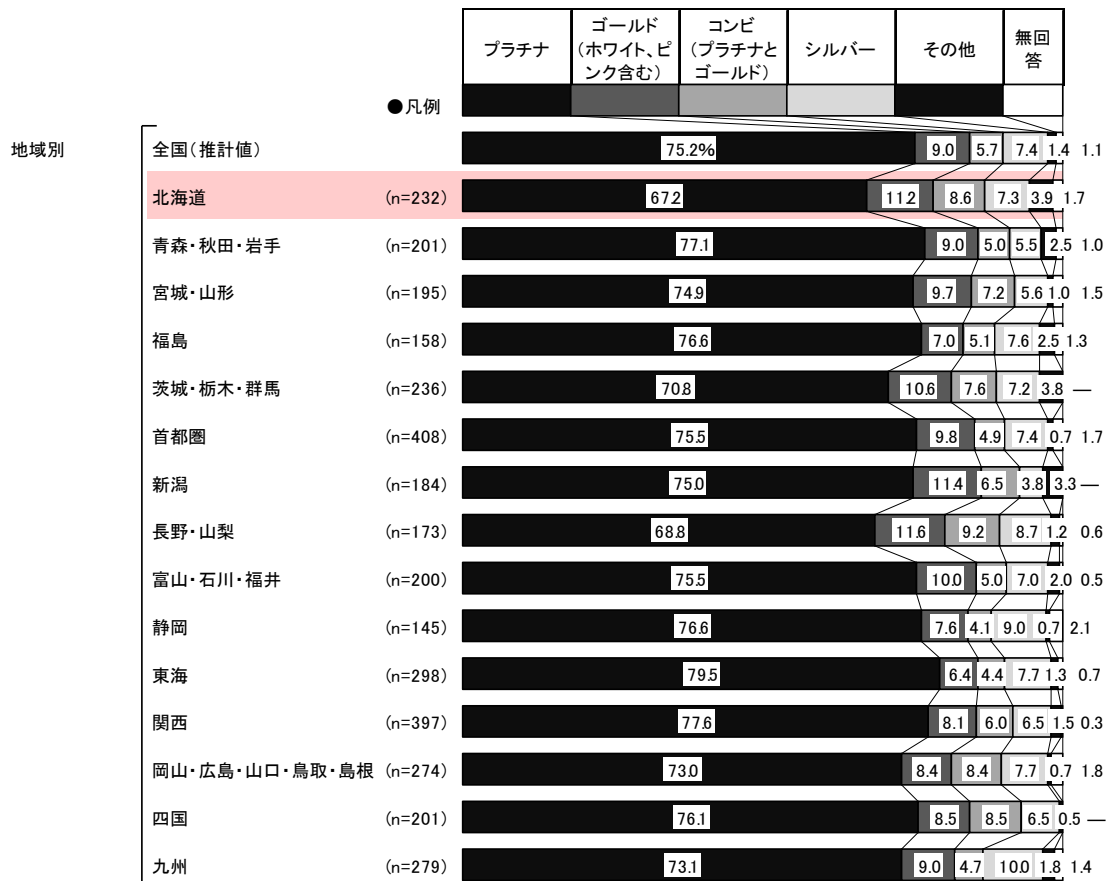 プラチナ
ゴールド
(ホワイト、ピ
ンク含む)
コンビ
(プラチナと
ゴールド)
シルバー
その他
無回
答
●凡例
地域別
全国(推計値) 75.2% 9.0 5.7 7.4 1.4 1.1
北海道 (n=232) 67.2 11.2 8.6 7.3 3.9 1.7
青森・秋田・岩手 (n=201) 77.1 9.0 5.0 5.5 2.5 1.0
宮城・山形 (n=195) 74.9 9.7 7.2 5.6 1.0 1.5
福島 (n=158) 76.6 7.0 5.1 7.6 2.5 1.3
茨城・栃木・群馬 (n=236) 70.8 10.6 7.6 7.2 3.8 ―
首都圏 (n=408) 75.5 9.8 4.9 7.4 0.7 1.7
新潟 (n=184) 75.0 11.4 6.5 3.8 3.3 ―
長野・山梨 (n=173) 68.8 11.6 9.2 8.7 1.2 0.6
富山・石川・福井 (n=200) 75.5 10.0 5.0 7.0 2.0 0.5
静岡 (n=145) 76.6 7.6 4.1 9.0 0.7 2.1
東海 (n=298) 79.5 6.4 4.4 7.7 1.3 0.7
関西 (n=397) 77.6 8.1 6.0 6.5 1.5 0.3
岡山・広島・山口・鳥取・島根 (n=274) 73.0 8.4 8.4 7.7 0.7 1.8
四国 (n=201) 76.1 8.5 8.5 6.5 0.5 ―
九州 (n=279) 73.1 9.0 4.7 10.0 1.8 1.4